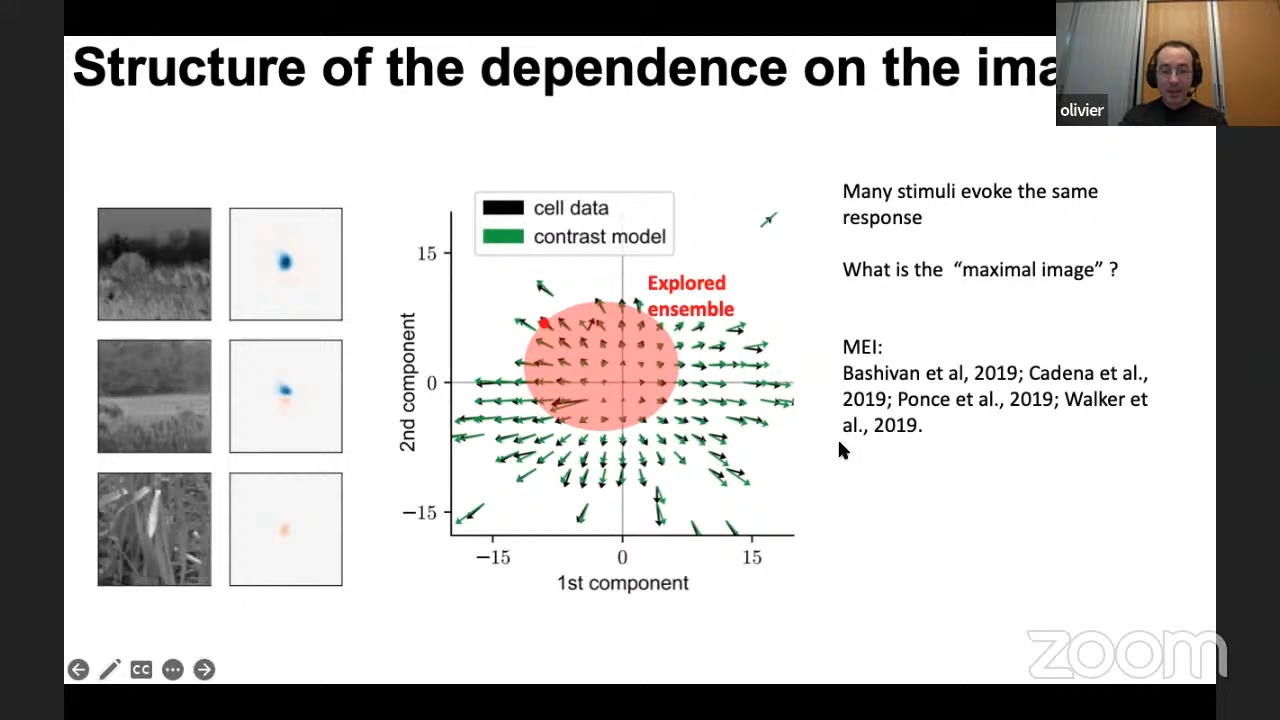 Structure of the dependence on the ima
olivier
cell data
contrast model
Explored
ensemble
15
0
−15
2nd component
−15
0
15
1st component
Many stimuli evoke the same
response
What is the “maximal image” ?
MEI:
Bashivan et al, 2019; Cadena et al.,
2019; Ponce et al., 2019; Walker et
al., 2019.
CC
zoom